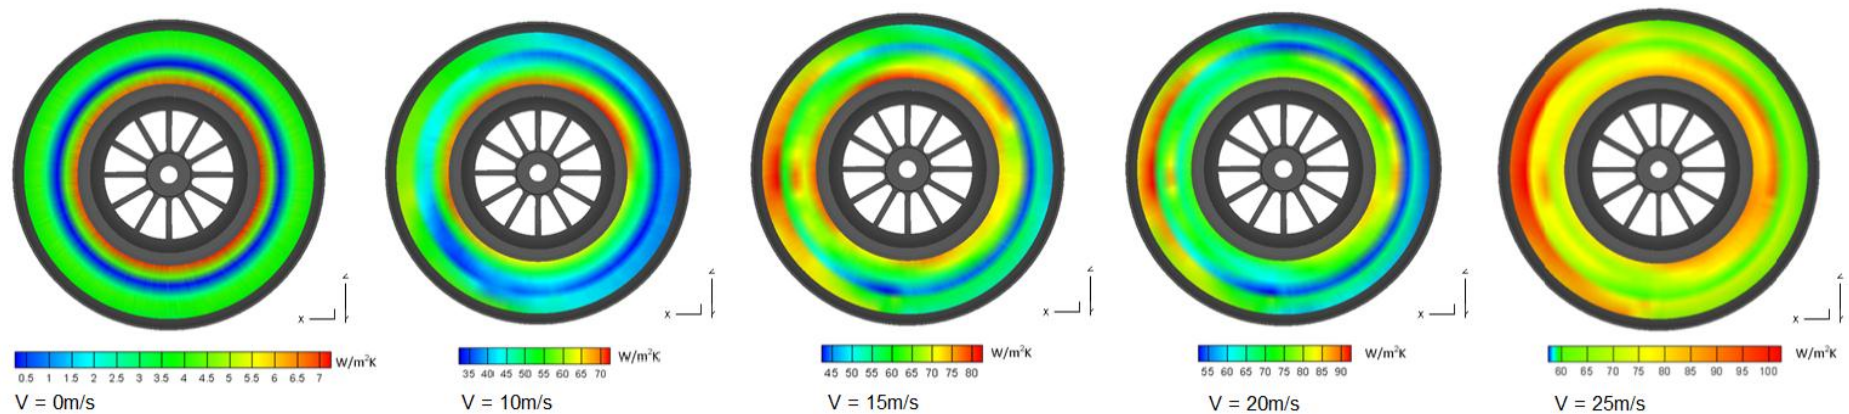 x
z
x
z
x
z
x
z
x
z
0.5 1 1.5 2 2.5 3 3.5 4 4.5 5 5.5 6 6.5 7 W/m²K
V = 0m/s
35 40 45 50 55 60 65 70 W/m²K
V = 10m/s
45 50 55 60 65 70 75 80 W/m²K
V = 15m/s
55 60 65 70 75 80 85 90 W/m²K
V = 20m/s
60 65 70 75 80 85 90 95 100 W/m²K
V = 25m/s